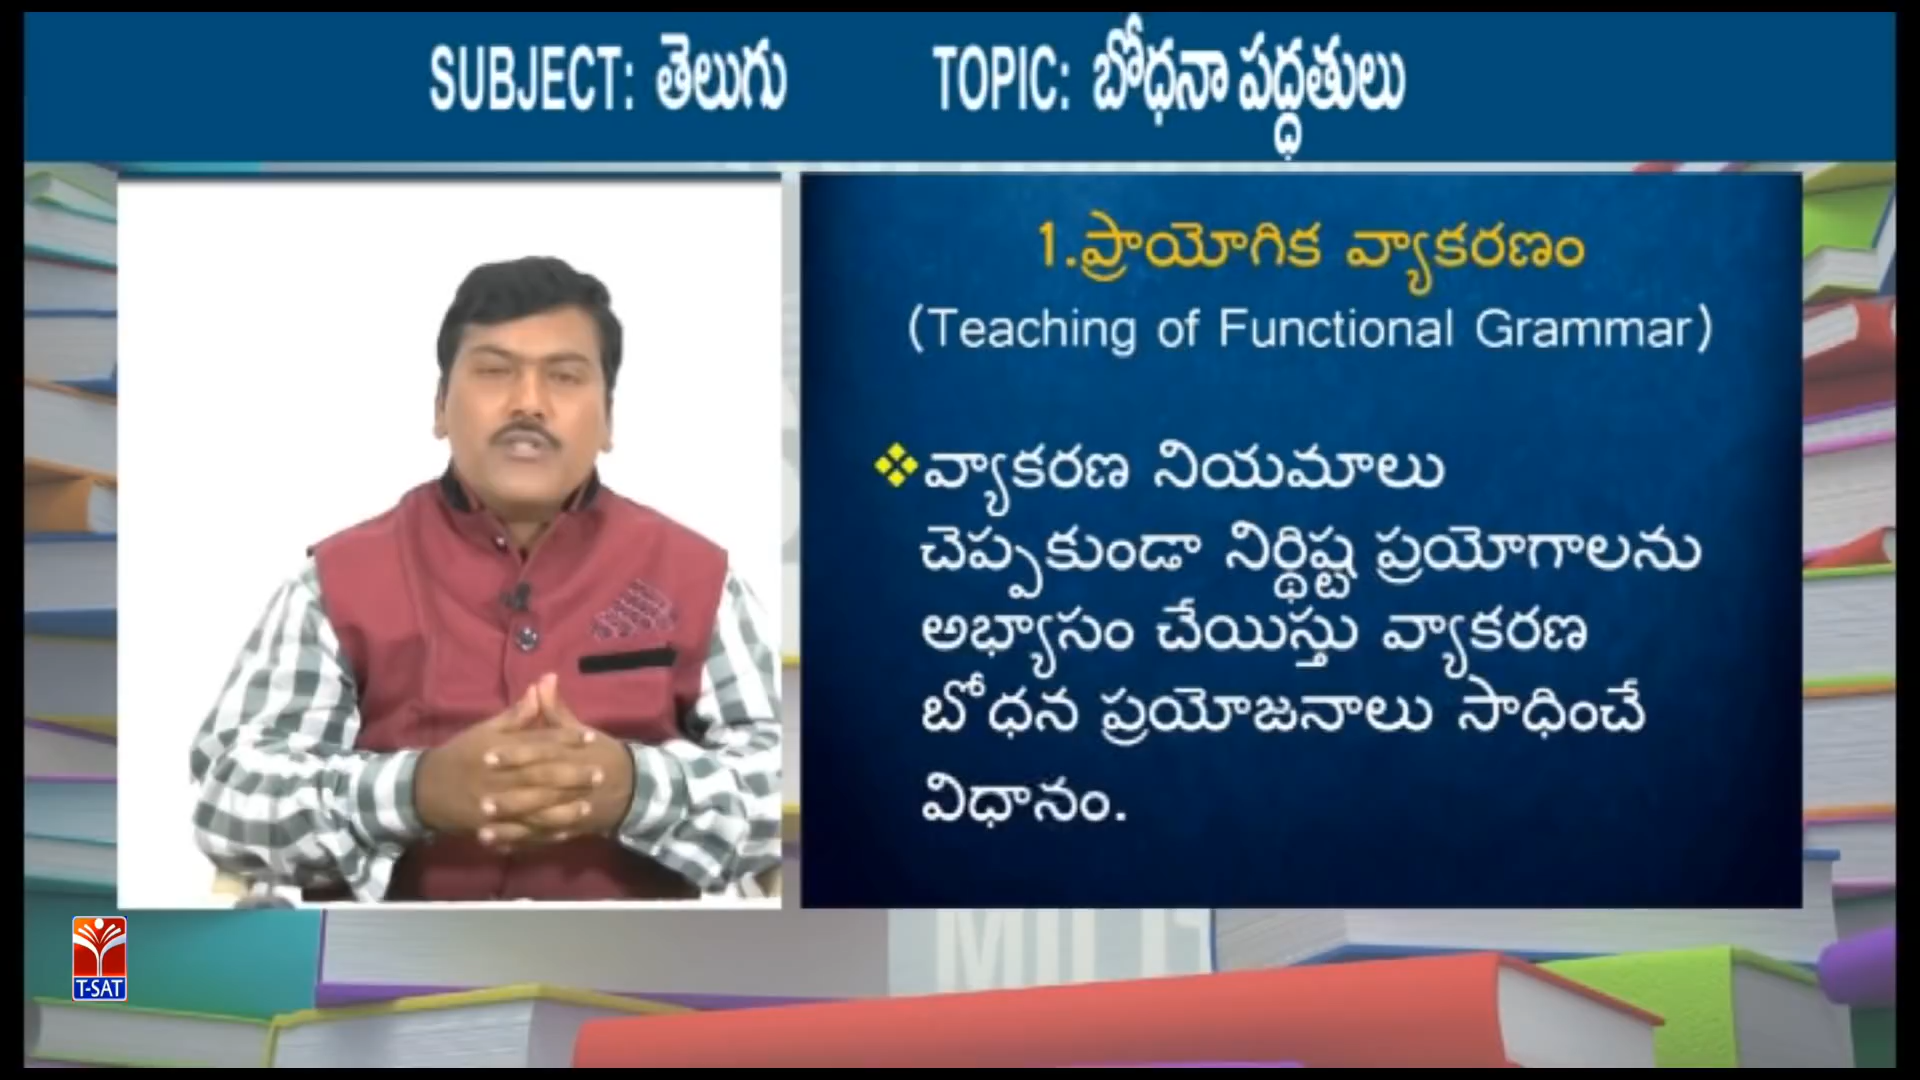 SUBJECT: తెలుగు TOPIC: బోధనా పద్ధతులు
1.ప్రాయోగిక వ్యాకరణం
(Teaching of Functional Grammar)
❖వ్యాకరణ నియమాలు
చెప్పకుండా నిర్థిష్ట ప్రయోగాలను
అభ్యాసం చేయిస్తు వ్యాకరణ
బోధన ప్రయోజనాలు సాధించే
విధానం.
T-SAT